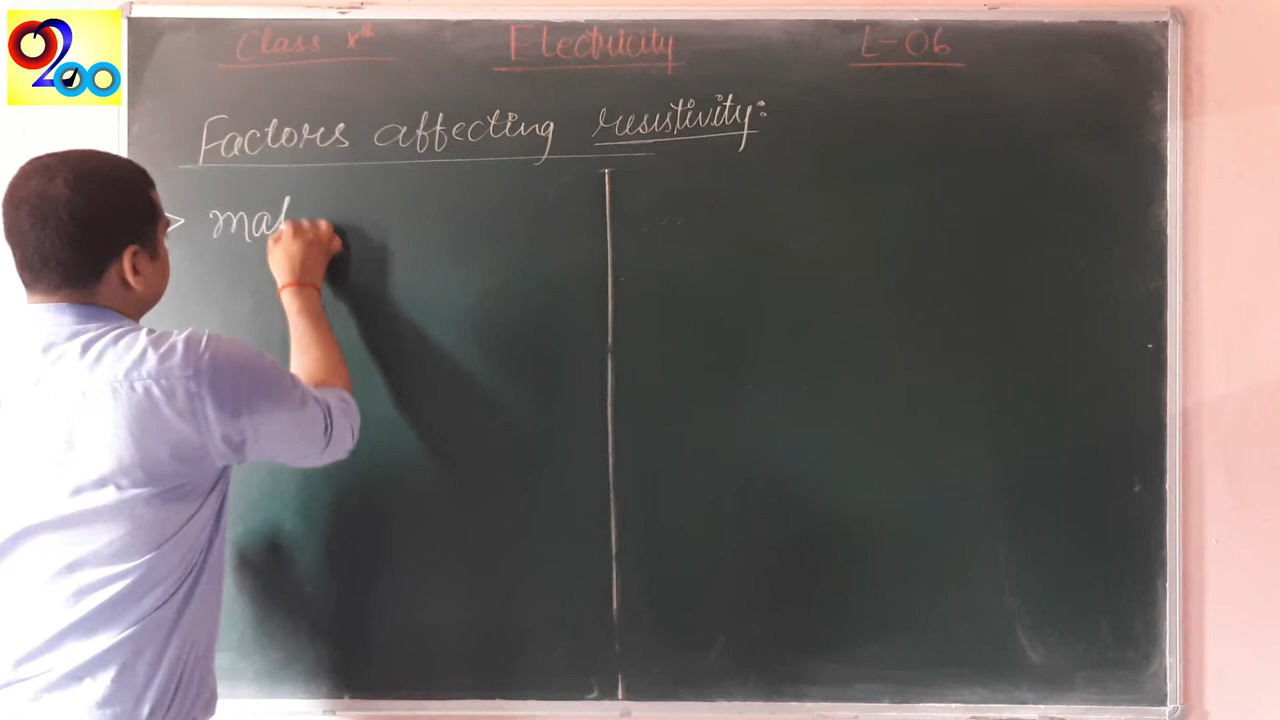 Class Xth Electricity L-06
Factors affecting resistivity:
> mat